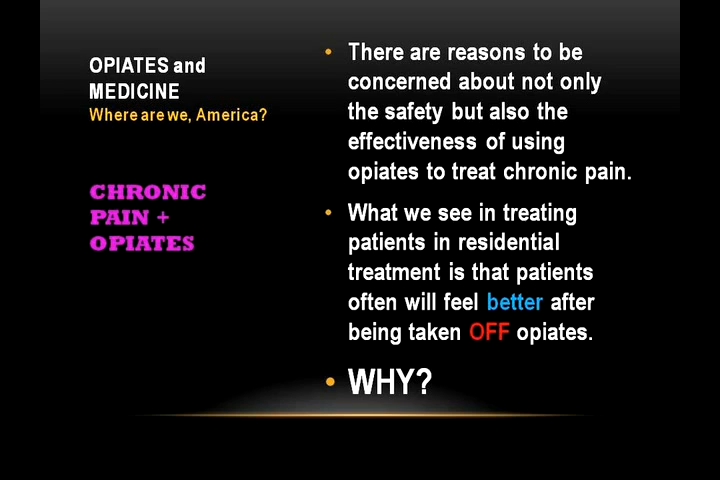 OPIATES and
MEDICINE
Where are we, America?
CHRONIC
PAIN +
OPIATES
• There are reasons to be
concerned about not only
the safety but also the
effectiveness of using
opiates to treat chronic pain.
• What we see in treating
patients in residential
treatment is that patients
often will feel better after
being taken OFF opiates.
• WHY?